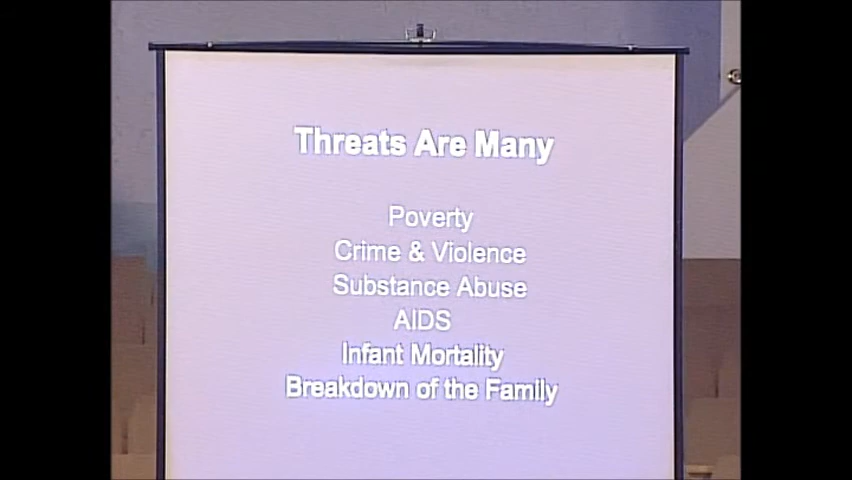 Threats Are Many
Poverty
Crime & Violence
Substance Abuse
AIDS
Infant Mortality
Breakdown of the Family